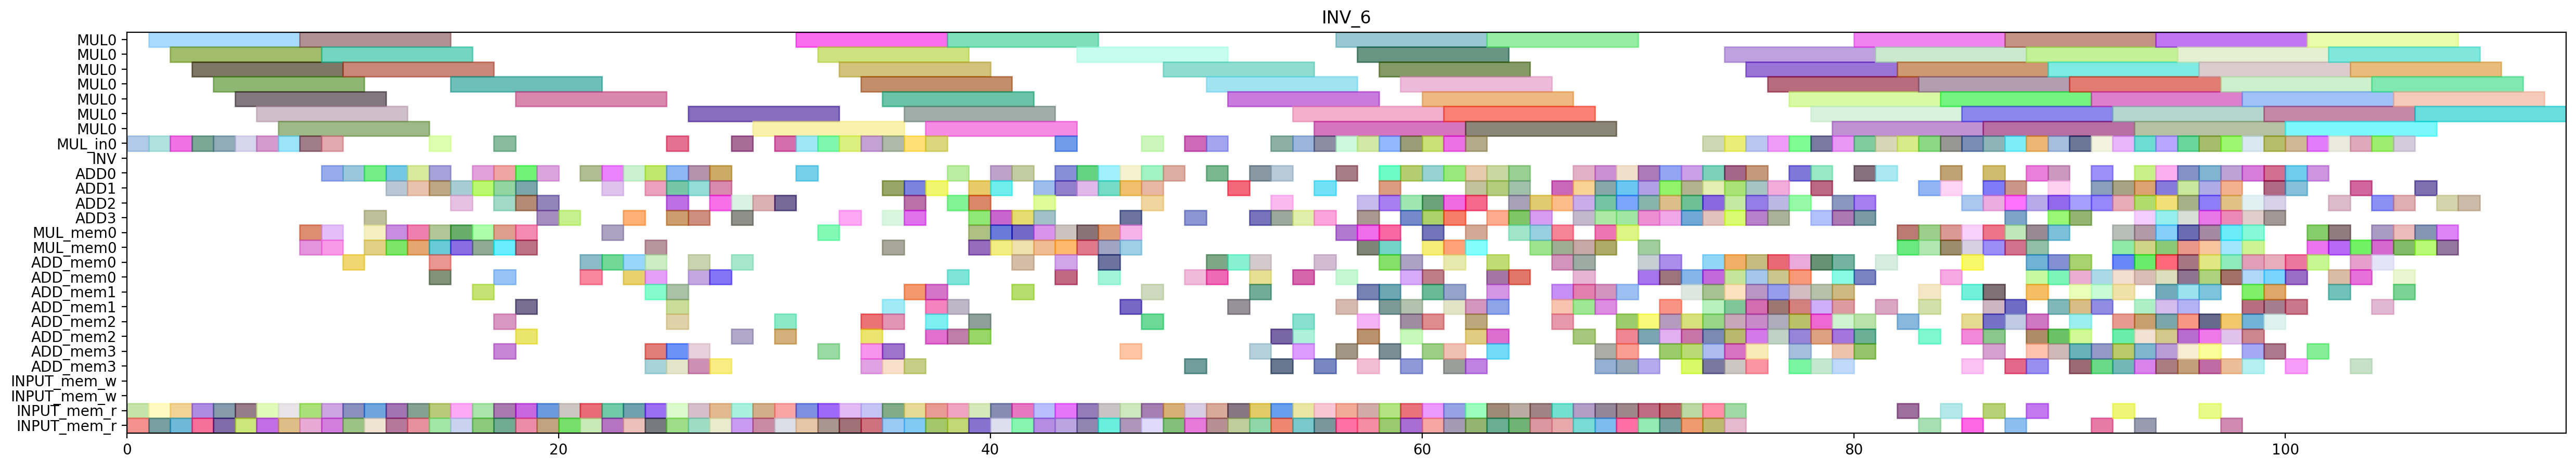 INV_6
MUL0
MUL0
MUL0
MUL0
MUL0
MUL0
MUL0
MUL_in0
INV
ADD0
ADD1
ADD2
ADD3
MUL_mem0
MUL_mem0
ADD_mem0
ADD_mem0
ADD_mem1
ADD_mem1
ADD_mem2
ADD_mem2
ADD_mem3
ADD_mem3
INPUT_mem_w
INPUT_mem_w
INPUT_mem_r
INPUT_mem_r
0 20 40 60 80 100